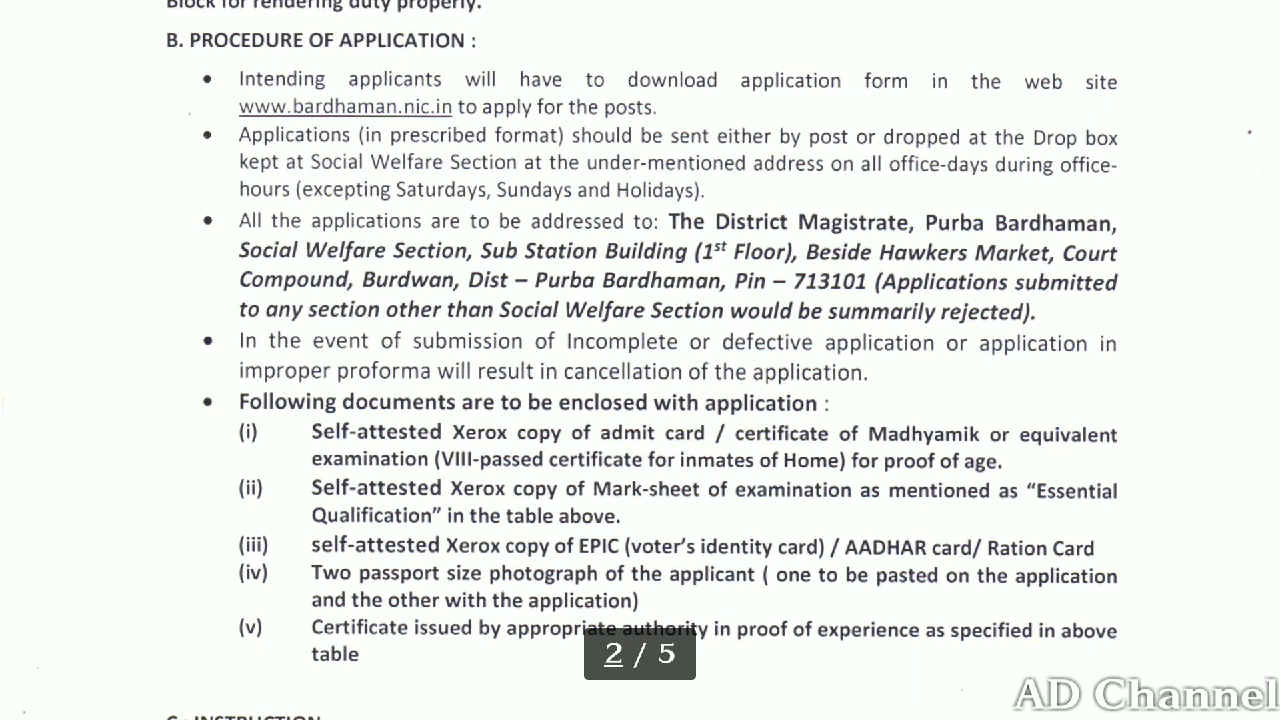 Block for rendering duty properly.
B. PROCEDURE OF APPLICATION :
• Intending applicants will have to download application form in the web site
www.bardhaman.nic.in to apply for the posts.
• Applications (in prescribed format) should be sent either by post or dropped at the Drop box
kept at Social Welfare Section at the under-mentioned address on all office-days during office-
hours (excepting Saturdays, Sundays and Holidays).
• All the applications are to be addressed to: The District Magistrate, Purba Bardhaman,
Social Welfare Section, Sub Station Building (1st Floor), Beside Hawkers Market, Court
Compound, Burdwan, Dist – Purba Bardhaman, Pin – 713101 (Applications submitted
to any section other than Social Welfare Section would be summarily rejected).
• In the event of submission of Incomplete or defective application or application in
improper proforma will result in cancellation of the application.
• Following documents are to be enclosed with application :
(i) Self-attested Xerox copy of admit card / certificate of Madhyamik or equivalent
examination (VIII-passed certificate for inmates of Home) for proof of age.
(ii) Self-attested Xerox copy of Mark-sheet of examination as mentioned as “Essential
Qualification” in the table above.
(iii) self-attested Xerox copy of EPIC (voter’s identity card) / AADHAR card/ Ration Card
(iv) Two passport size photograph of the applicant ( one to be pasted on the application
and the other with the application)
(v) Certificate issued by appropriate authority in proof of experience as specified in above
table
2 / 5
AD Channel
C : INSTRUCTION :